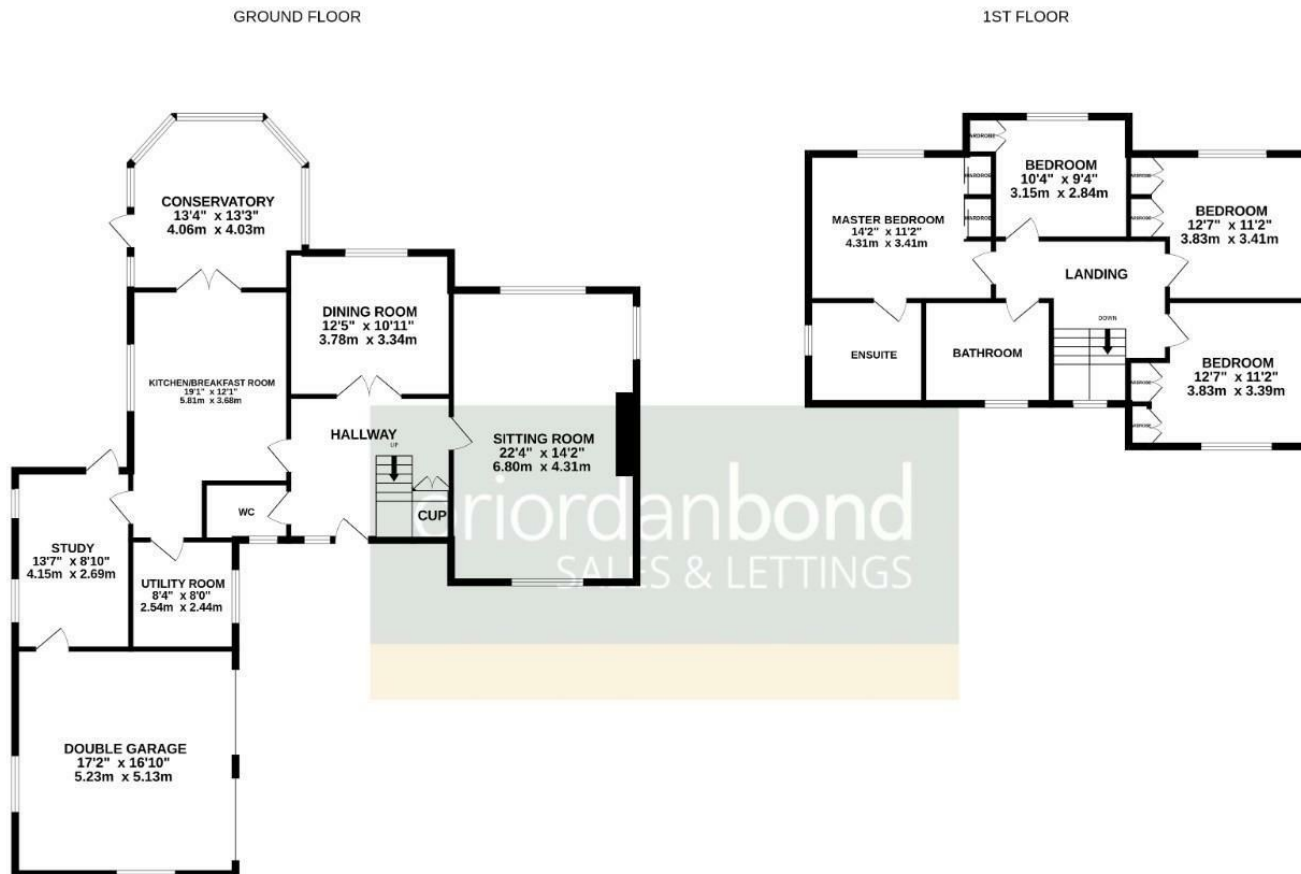 GROUND FLOOR
CONSERVATORY
13'4" x 13'3"
4.06m x 4.03m
DINING ROOM
12'5" x 10'11"
3.78m x 3.34m
KITCHEN/BREAKFAST ROOM
19'1" x 12'1"
5.81m x 3.68m
HALLWAY
UP
SITTING ROOM
22'4" x 14'2"
6.80m x 4.31m
WC
CUP
STUDY
13'7" x 8'10"
4.15m x 2.69m
UTILITY ROOM
8'4" x 8'0"
2.54m x 2.44m
DOUBLE GARAGE
17'2" x 16'10"
5.23m x 5.13m
1ST FLOOR
BEDROOM
10'4" x 9'4"
3.15m x 2.84m
MASTER BEDROOM
14'2" x 11'2"
4.31m x 3.41m
BEDROOM
12'7" x 11'2"
3.83m x 3.41m
LANDING
DOWN
ENSUITE
BATHROOM
BEDROOM
12'7" x 11'2"
3.83m x 3.39m
oriordanbond
SALES & LETTINGS